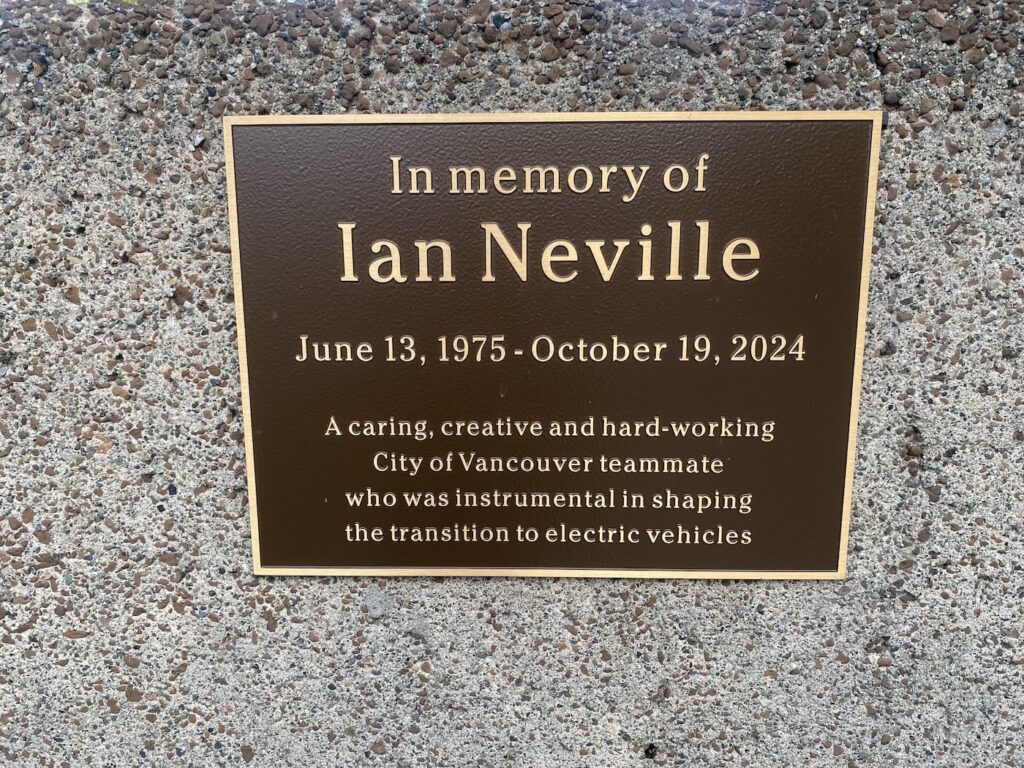 In memory of
Ian Neville
June 13, 1975 - October 19, 2024
A caring, creative and hard-working
City of Vancouver teammate
who was instrumental in shaping
the transition to electric vehicles